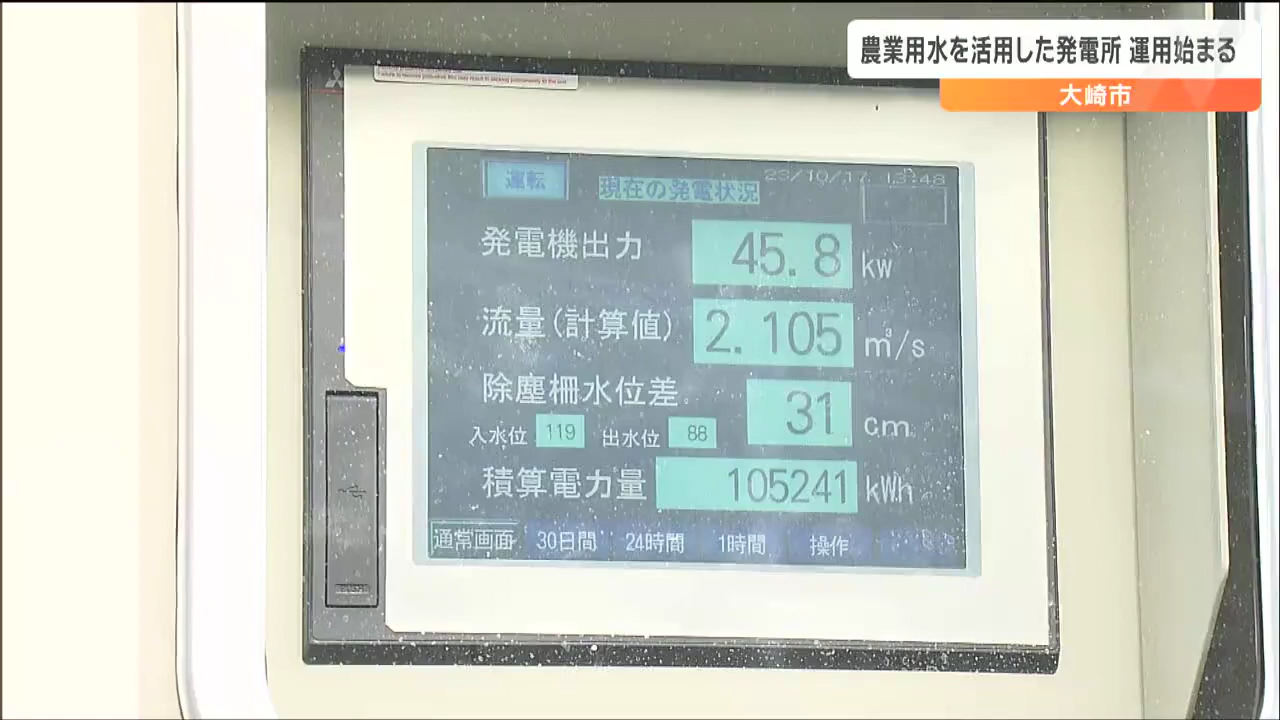 農業用水を活用した発電所 運用始まる
大崎市
運転 現在の発電状況 23/10/17 13:48
発電機出力 45.8 kw
流量(計算値) 2.105 m³/s
除塵柵水位差 31 cm
入水位 119 出水位 88
積算電力量 105241 kWh
通常画面 30日間 24時間 1時間 操作